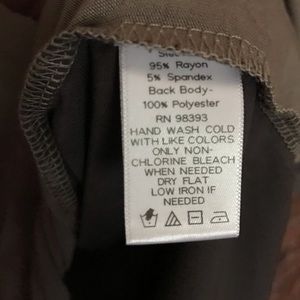 95% Rayon
5% Spandex
Back Body-
100% Polyester
RN 98393
HAND WASH COLD
WITH LIKE COLORS
ONLY NON-
CHLORINE BLEACH
WHEN NEEDED
DRY FLAT
LOW IRON IF
NEEDED